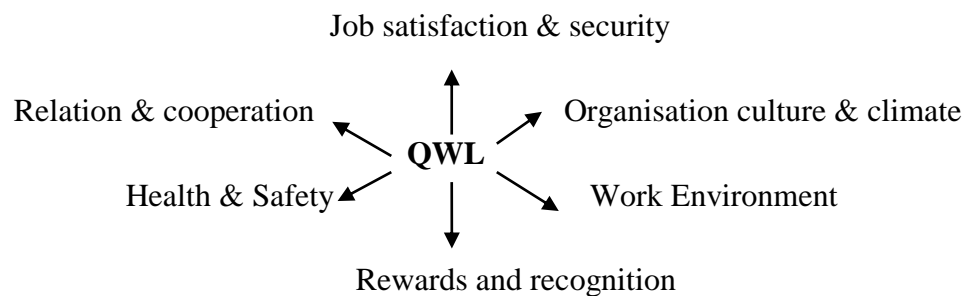 Job satisfaction & security
Relation & cooperation
Organisation culture & climate
QWL
Health & Safety
Work Environment
Rewards and recognition